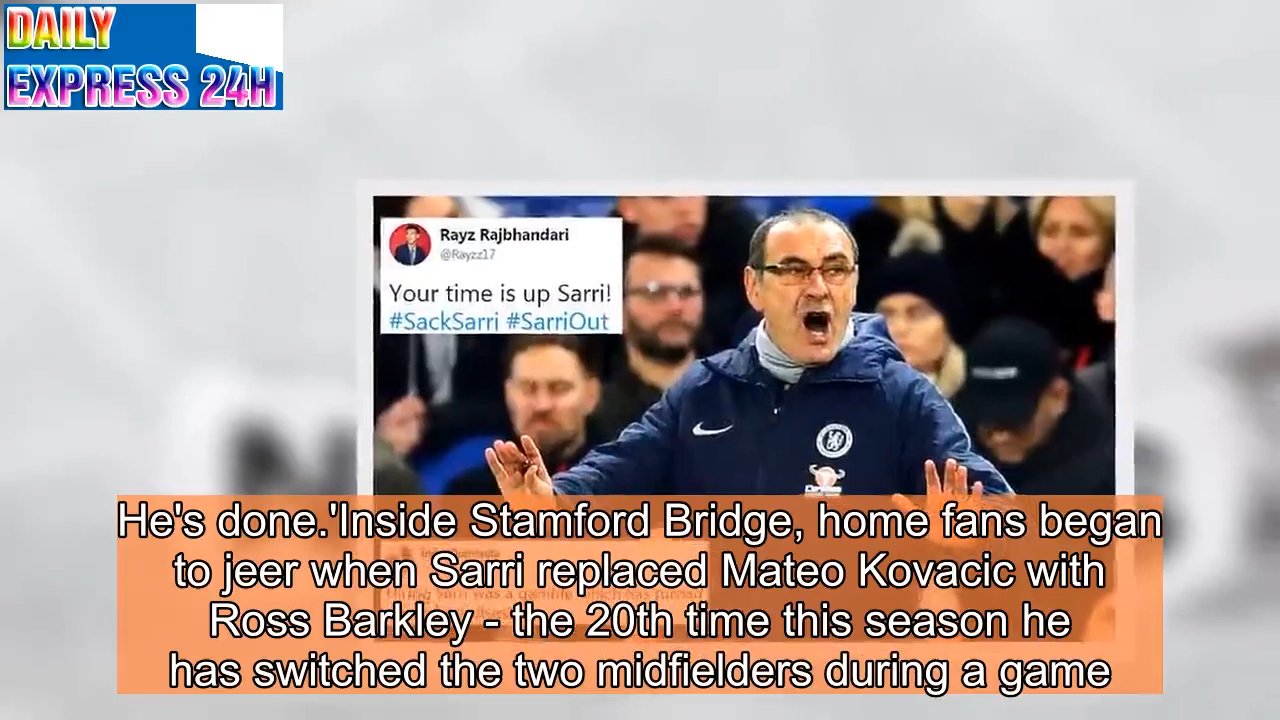 DAILY
EXPRESS 24H
Rayz Rajbhandari
@Rayzz17
Your time is up Sarri!
#SackSarri #SarriOut
He's done.'Inside Stamford Bridge, home fans began
to jeer when Sarri replaced Mateo Kovacic with
Ross Barkley - the 20th time this season he
has switched the two midfielders during a game